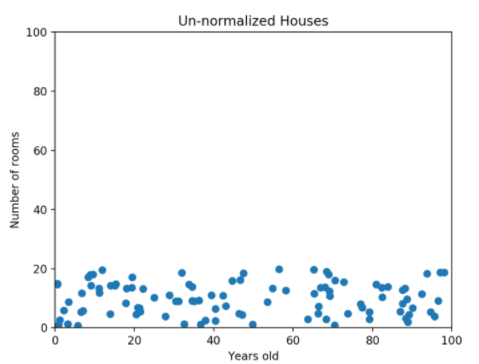 Un-normalized Houses
100
80
60
40
20
0
Number of rooms
0 20 40 60 80 100
Years old